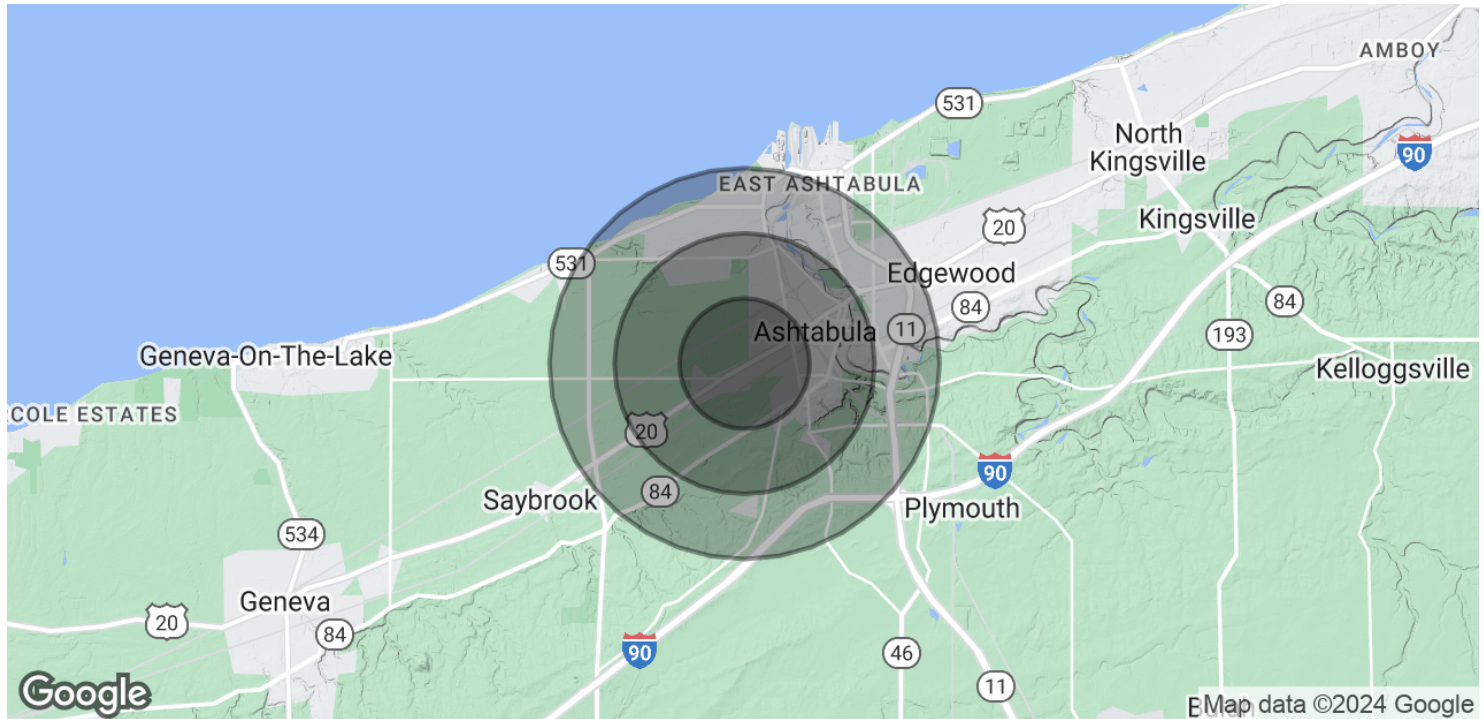 AMBOY
531
North
Kingsville
90
EAST ASHTABULA
20
Kingsville
531
Edgewood
84
84
11
193
Ashtabula
Geneva-On-The-Lake
Kelloggsville
COLE ESTATES
20
90
84
Saybrook
Plymouth
534
Geneva
20
84
90
46
11
Google
Map data ©2024 Google